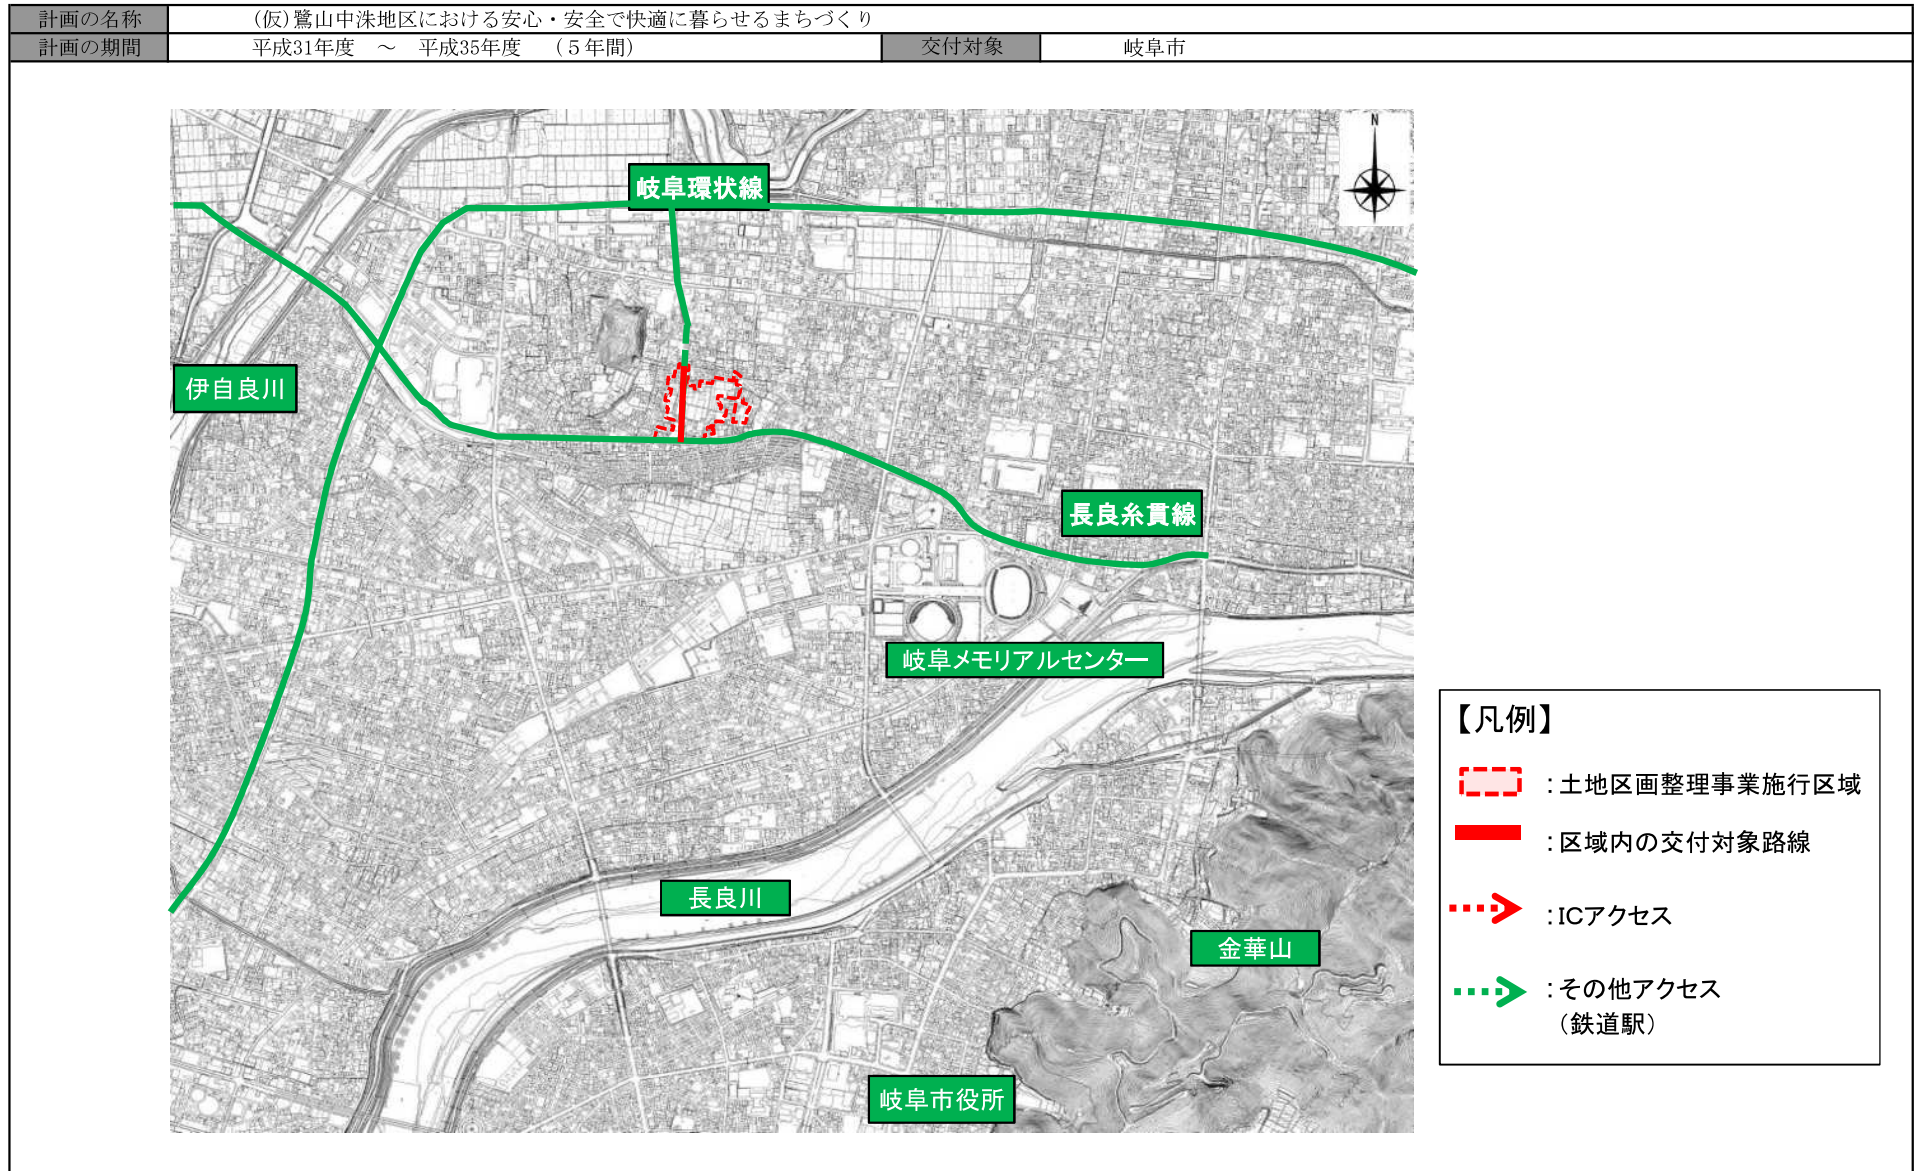 計画の名称 (仮)鷺山中洙地区における安心・安全で快適に暮らせるまちづくり
計画の期間 平成31年度 ～ 平成35年度 (５年間) 交付対象 岐阜市
N
岐阜環状線
伊自良川
長良糸貫線
岐阜メモリアルセンター
長良川
金華山
岐阜市役所
【凡例】
:土地区画整理事業施行区域
:区域内の交付対象路線
:ICアクセス
:その他アクセス
(鉄道駅)